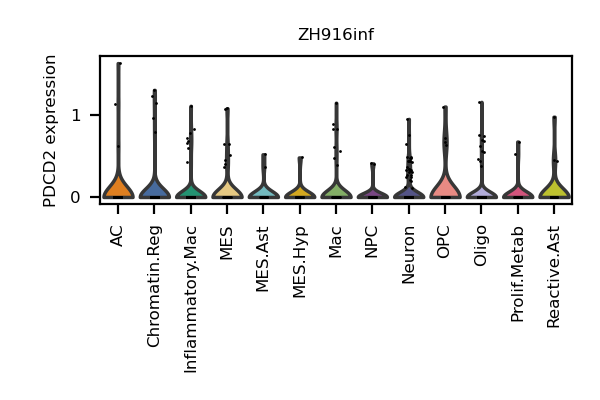 ZH916inf
PDCD2 expression
1
0
AC
Chromatin.Reg
Inflammatory.Mac
MES
MES.Ast
MES.Hyp
Mac
NPC
Neuron
OPC
Oligo
Prolif.Metab
Reactive.Ast